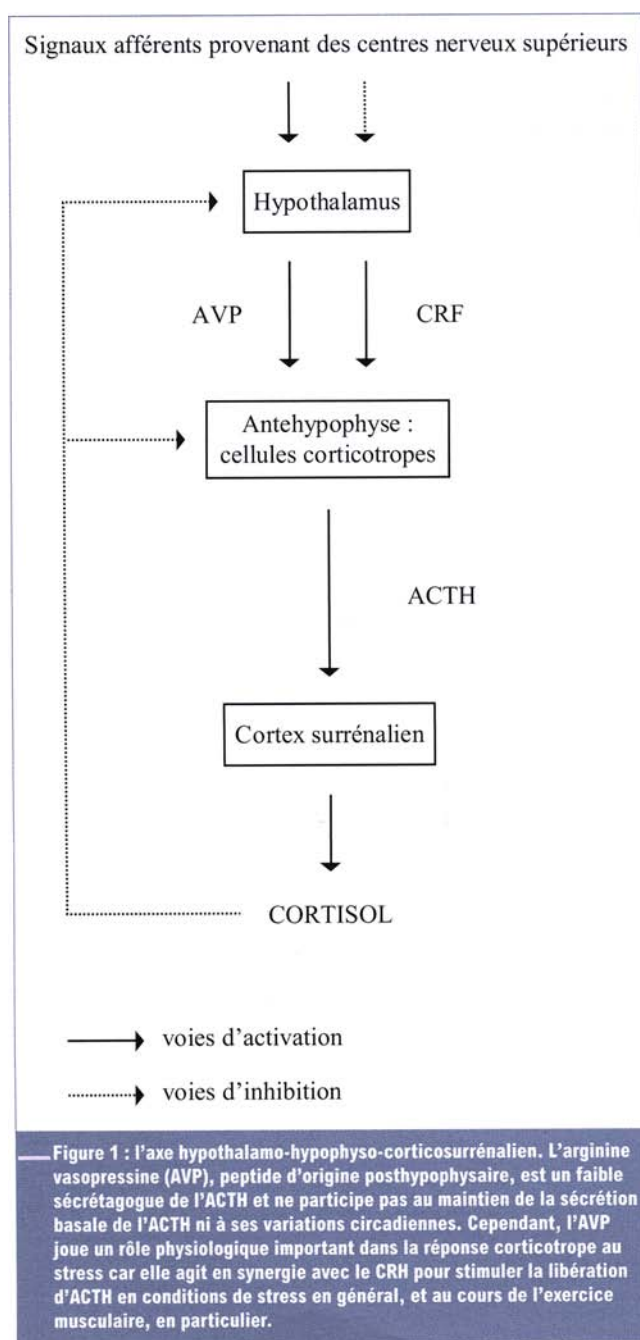 Signaux afférents provenant des centres nerveux supérieurs
Hypothalamus
AVP
CRF
Antehypophyse :
cellules corticotropes
ACTH
Cortex surrénalien
CORTISOL
voies d'activation
voies d'inhibition
Figure 1 : l'axe hypothalamo-hypophyso-corticosurrénalien. L'arginine
vasopressine (AVP), peptide d'origine posthypophysaire, est un faible
sécrétagogue de l'ACTH et ne participe pas au maintien de la sécrétion
basale de l'ACTH ni à ses variations circadiennes. Cependant, l'AVP
joue un rôle physiologique important dans la réponse corticotrope au
stress car elle agit en synergie avec le CRH pour stimuler la libération
d'ACTH en conditions de stress en général, et au cours de l'exercice
musculaire, en particulier.